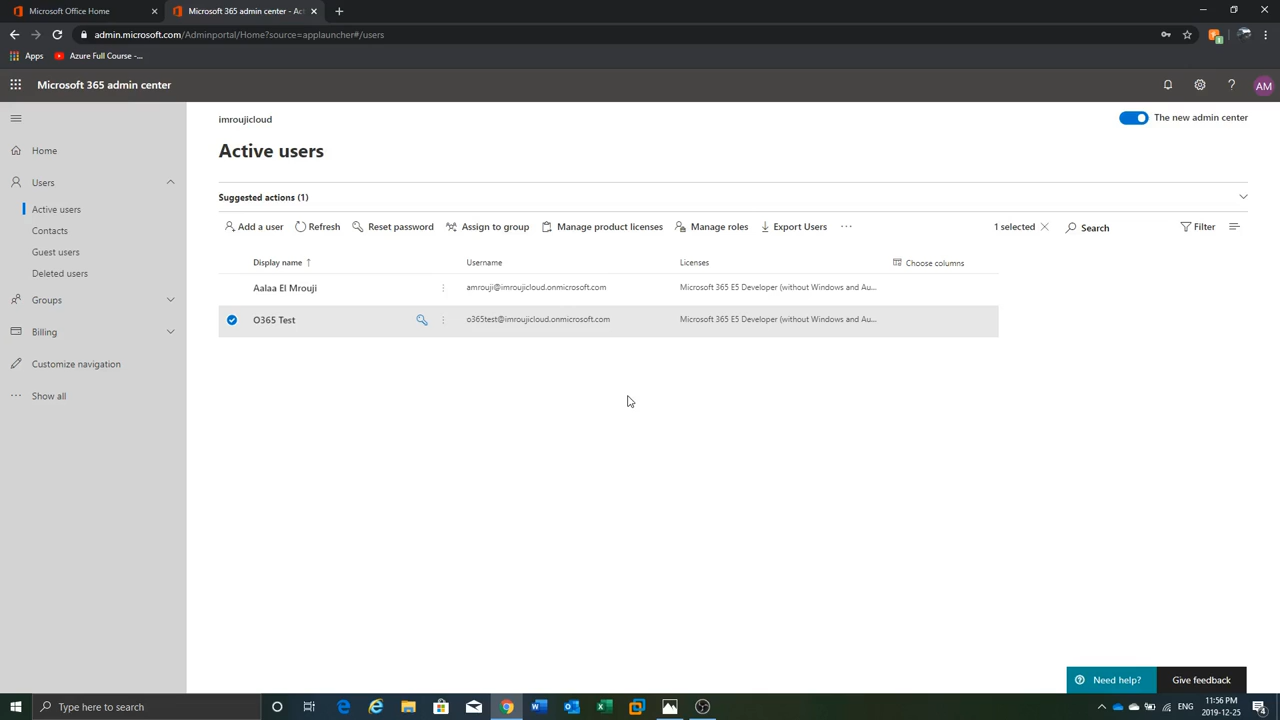 Microsoft Office Home
Microsoft 365 admin center - Ac
admin.microsoft.com/Adminportal/Home?source=applauncher#/users
Apps
Azure Full Course -...
Microsoft 365 admin center
AM
imroujicloud
The new admin center
Home
Active users
Users
Suggested actions (1)
Active users
Add a user
Refresh
Reset password
Assign to group
Manage product licenses
Manage roles
Export Users
1 selected
Search
Filter
Contacts
Guest users
Display name ↑
Username
Licenses
Choose columns
Deleted users
Aalaa El Mrouji
amrouji@imroujicloud.onmicrosoft.com
Microsoft 365 E5 Developer (without Windows and Au...
Groups
O365 Test
o365test@imroujicloud.onmicrosoft.com
Microsoft 365 E5 Developer (without Windows and Au...
Billing
Customize navigation
Show all
Need help?
Give feedback
Type here to search
ENG
11:56 PM
2019-12-25
4